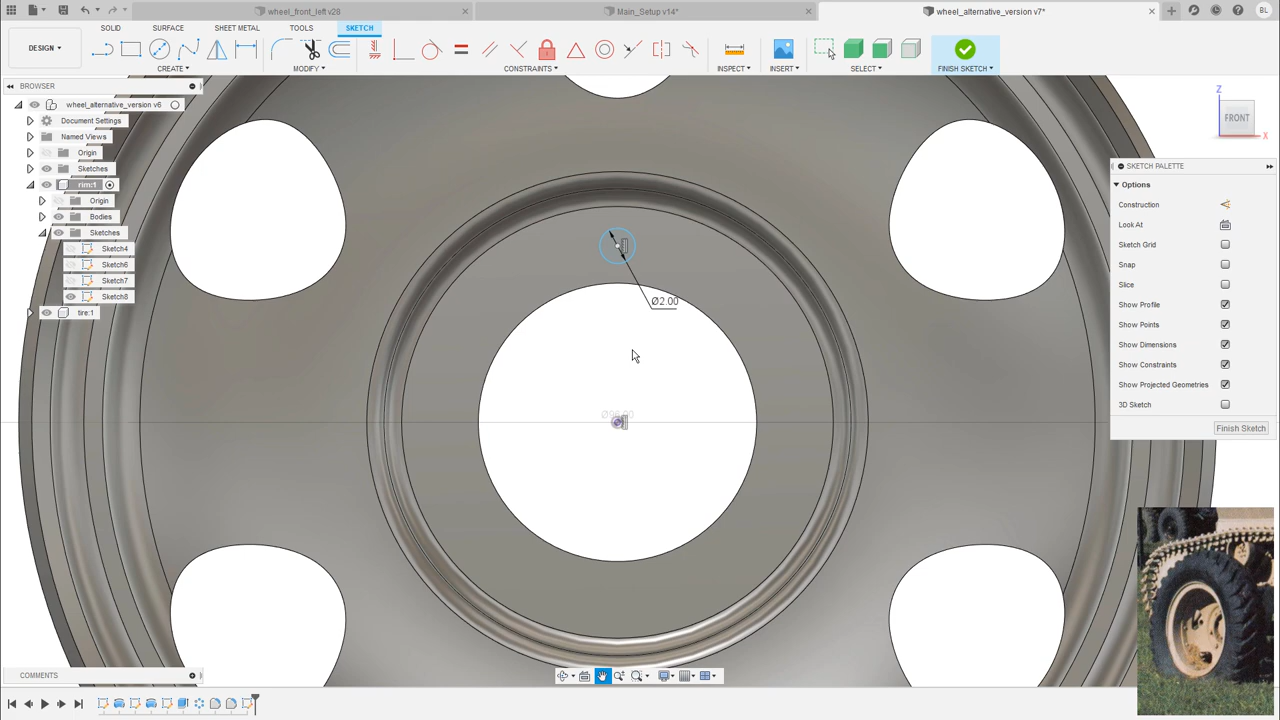 wheel_front_left v28
Main_Setup v14*
wheel_alternative_version v7*
BL
SOLID
SURFACE
SHEET METAL
TOOLS
SKETCH
DESIGN
CREATE
MODIFY
CONSTRAINTS
INSPECT
INSERT
SELECT
FINISH SKETCH
BROWSER
wheel_alternative_version v6
Document Settings
Named Views
Origin
Sketches
rim:1
Origin
Bodies
Sketches
Sketch4
Sketch6
Sketch7
Sketch8
tire:1
Z
FRONT
X
SKETCH PALETTE
Options
Construction
Look At
Sketch Grid
Snap
Slice
Show Profile
Show Points
Show Dimensions
Show Constraints
Show Projected Geometries
3D Sketch
Finish Sketch
Ø2.00
COMMENTS